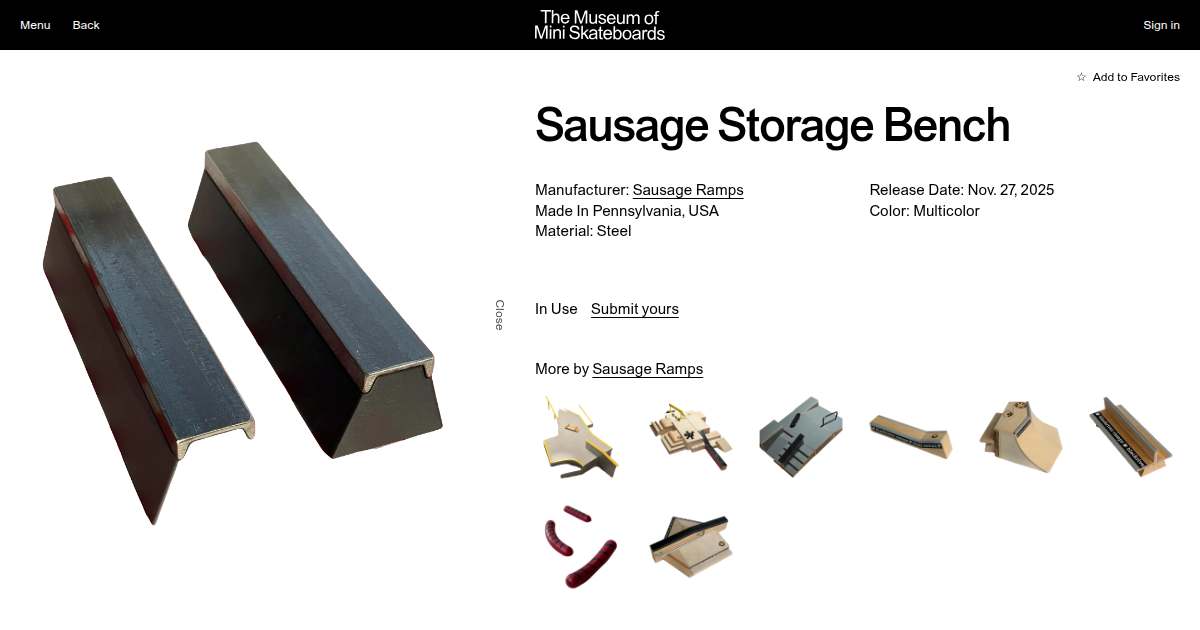 Menu
Back
The Museum of
Mini Skateboards
Sign in
☆ Add to Favorites
Sausage Storage Bench
Manufacturer: Sausage Ramps
Made In Pennsylvania, USA
Material: Steel
Release Date: Nov. 27, 2025
Color: Multicolor
Close
In Use
Submit yours
More by Sausage Ramps